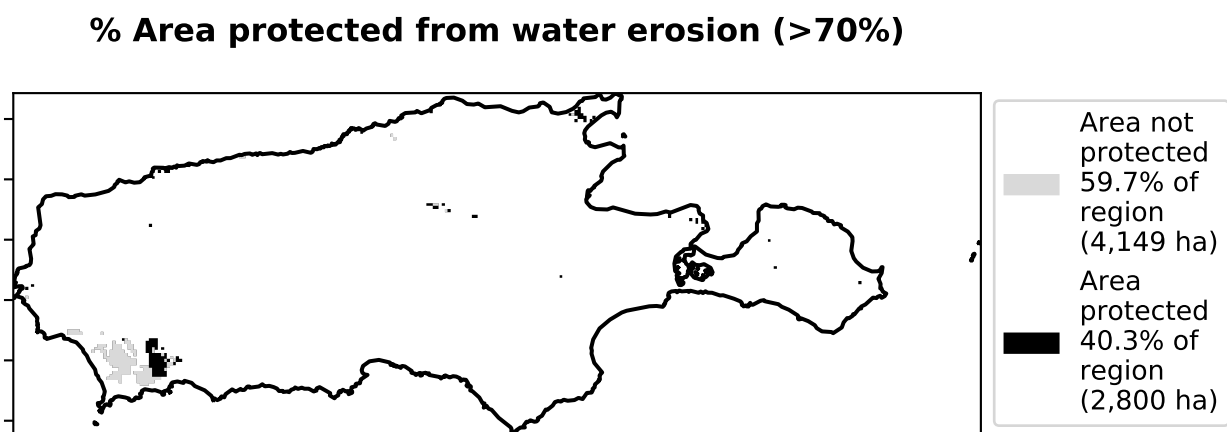 % Area protected from water erosion (>70%)
Area not
protected
59.7% of
region
(4,149 ha)
Area
protected
40.3% of
region
(2,800 ha)